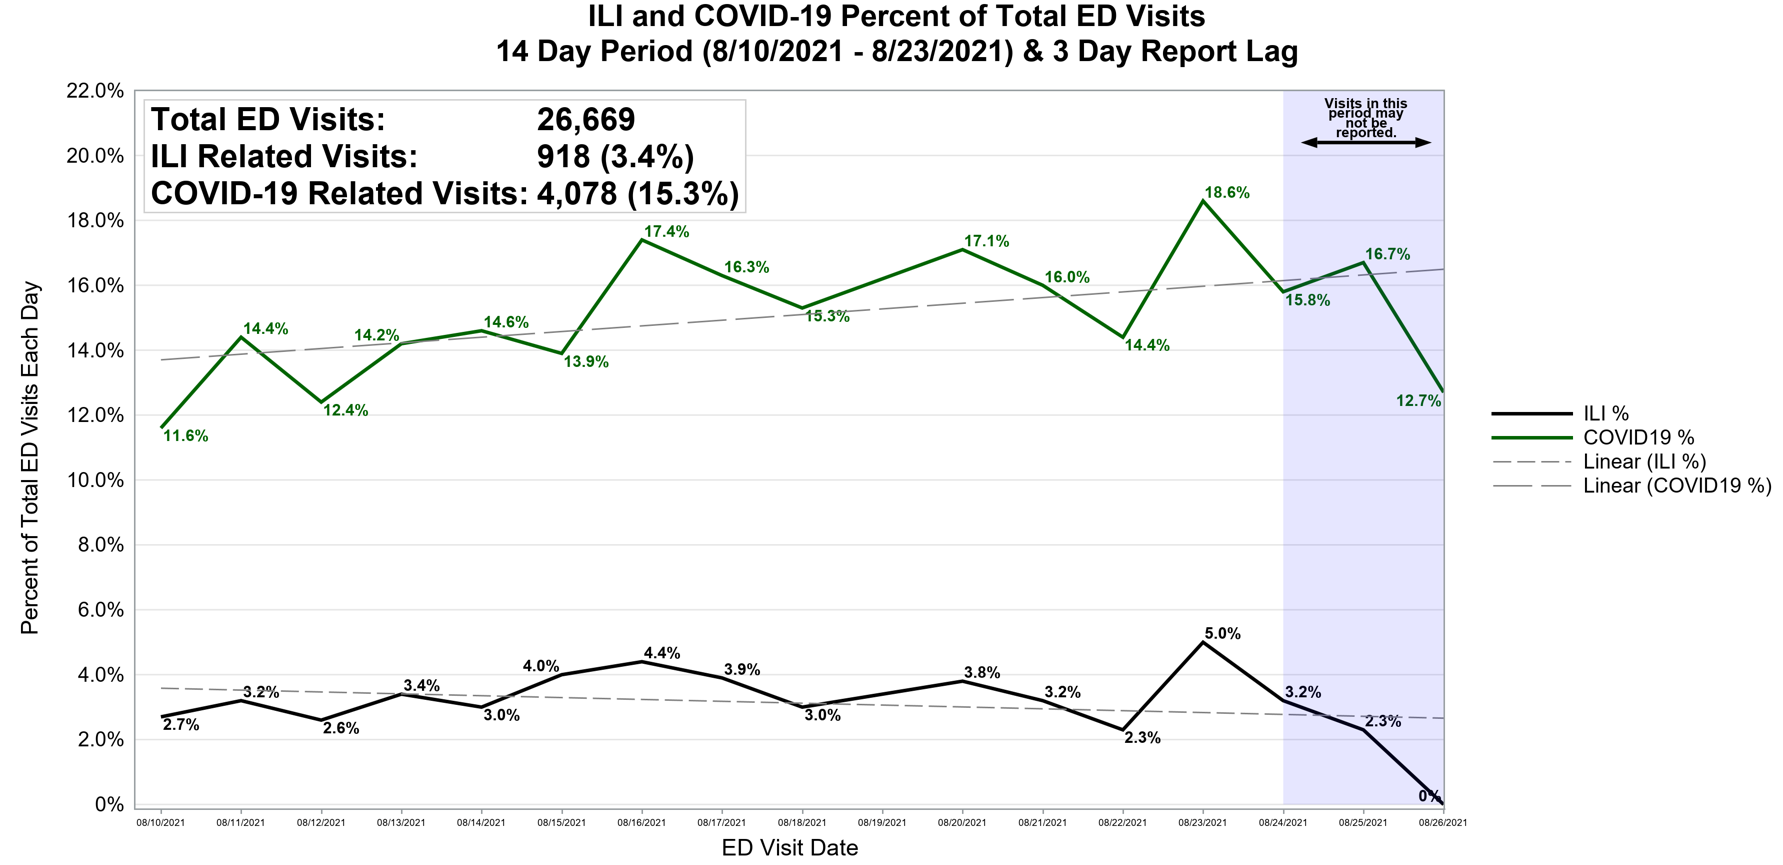 ILI and COVID-19 Percent of Total ED Visits
14 Day Period (8/10/2021 - 8/23/2021) & 3 Day Report Lag
Total ED Visits: 26,669
ILI Related Visits: 918 (3.4%)
COVID-19 Related Visits: 4,078 (15.3%)
Visits in this
period may
not be
reported.
Percent of Total ED Visits Each Day
22.0%
20.0%
18.0%
16.0%
14.0%
12.0%
10.0%
8.0%
6.0%
4.0%
2.0%
0%
11.6%
14.4%
12.4%
14.2%
14.6%
13.9%
17.4%
16.3%
15.3%
17.1%
16.0%
14.4%
18.6%
15.8%
16.7%
12.7%
2.7%
3.2%
2.6%
3.4%
3.0%
4.0%
4.4%
3.9%
3.0%
3.8%
3.2%
2.3%
5.0%
3.2%
2.3%
0%
08/10/2021 08/11/2021 08/12/2021 08/13/2021 08/14/2021 08/15/2021 08/16/2021 08/17/2021 08/18/2021 08/19/2021 08/20/2021 08/21/2021 08/22/2021 08/23/2021 08/24/2021 08/25/2021 08/26/2021
ED Visit Date
ILI %
COVID19 %
Linear (ILI %)
Linear (COVID19 %)